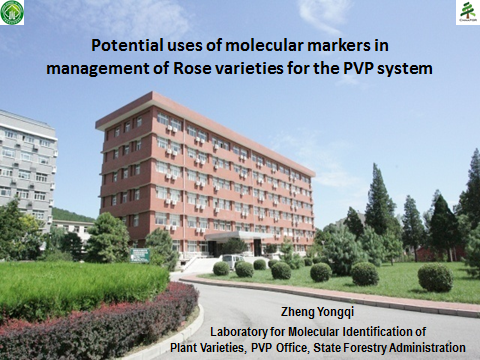 Potential uses of molecular markers in
management of Rose varieties for the PVP system
Zheng Yongqi
Laboratory for Molecular Identification of
Plant Varieties, PVP Office, State Forestry Administration